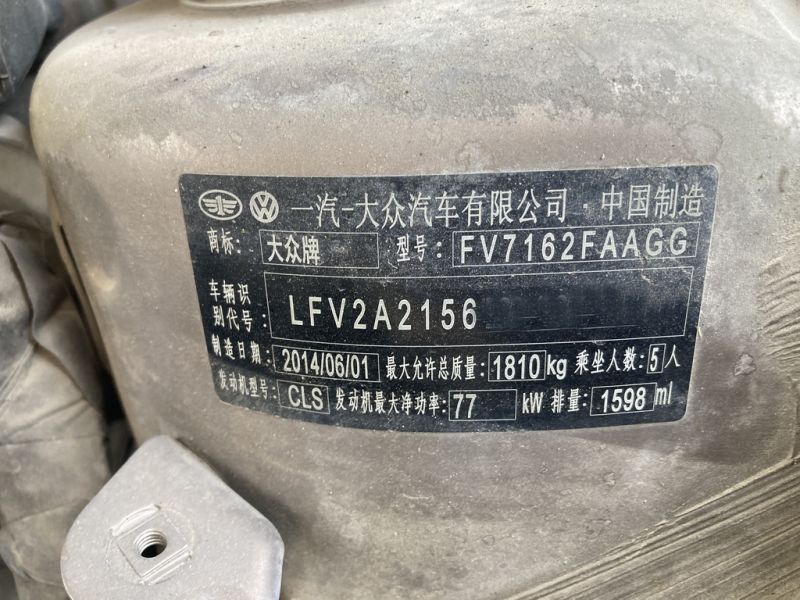 一汽-大众汽车有限公司·中国制造
商标: 大众牌 型号: FV7162FAAGG
车辆识
别代号: LFV2A2156
制造日期: 2014/06/01 最大允许总质量: 1810 kg 乘坐人数: 5 人
发动机型号: CLS 发动机最大净功率: 77 kW 排量: 1598 ml